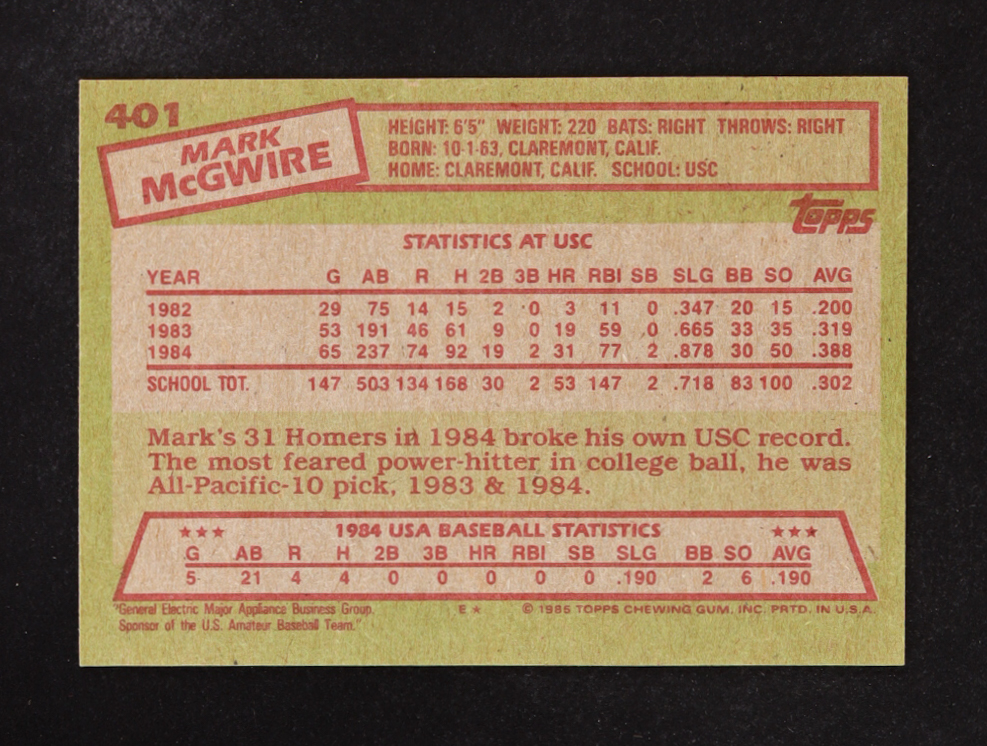 401
MARK
McGWIRE
HEIGHT: 6'5" WEIGHT: 220 BATS: RIGHT THROWS: RIGHT
BORN: 10-1-63, CLAREMONT, CALIF.
HOME: CLAREMONT, CALIF. SCHOOL: USC
TOPPS
STATISTICS AT USC
YEAR G AB R H 2B 3B HR RBI SB SLG BB SO AVG
1982 29 75 14 15 2 0 3 11 0 .347 20 15 .200
1983 53 191 46 61 9 0 19 59 0 .665 33 35 .319
1984 65 237 74 92 19 2 31 77 2 .878 30 50 .388
SCHOOL TOT. 147 503 134 168 30 2 53 147 2 .718 83 100 .302
Mark's 31 Homers in 1984 broke his own USC record.
The most feared power-hitter in college ball, he was
All-Pacific-10 pick, 1983 & 1984.
★★★ 1984 USA BASEBALL STATISTICS ★★★
G AB R H 2B 3B HR RBI SB SLG BB SO AVG
5 21 4 4 0 0 0 0 0 .190 2 6 .190
"General Electric Major Appliance Business Group, E★ © 1985 TOPPS CHEWING GUM, INC. PRTD. IN U.S.A.
Sponsor of the U.S. Amateur Baseball Team."